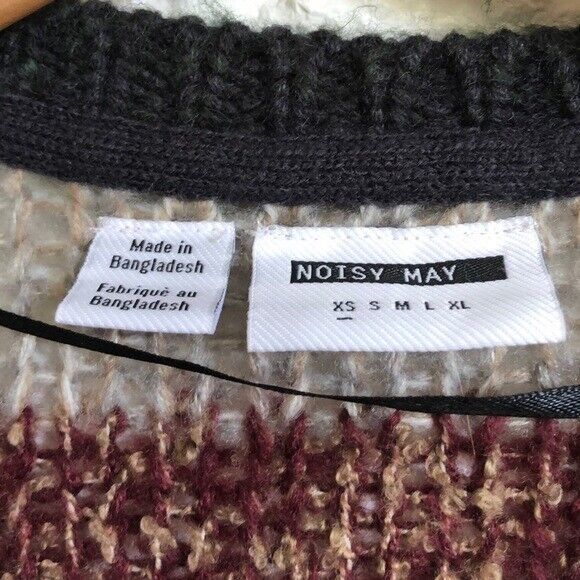 Made in
Bangladesh
Fabriqué au
Bangladesh
NOISY MAY
XS S M L XL